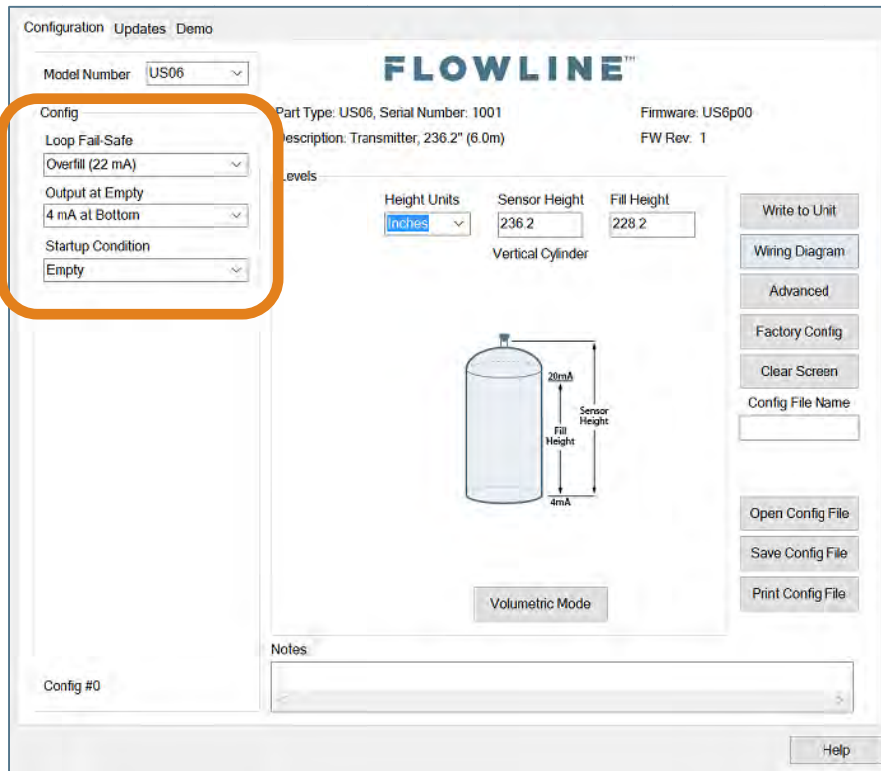 Configuration Updates Demo
Model Number US06
FLOWLINE™
Config
Loop Fail-Safe
Overfill (22 mA)
Output at Empty
4 mA at Bottom
Startup Condition
Empty
Config #0
Part Type: US06, Serial Number: 1001
Firmware: US6p00
Description: Transmitter, 236.2" (6.0m)
FW Rev: 1
Levels
Height Units
Sensor Height
Fill Height
Inches
236.2
228.2
Vertical Cylinder
20mA
Sensor
Height
Fill
Height
4mA
Volumetric Mode
Write to Unit
Wiring Diagram
Advanced
Factory Config
Clear Screen
Config File Name
Open Config File
Save Config File
Print Config File
Notes
Help